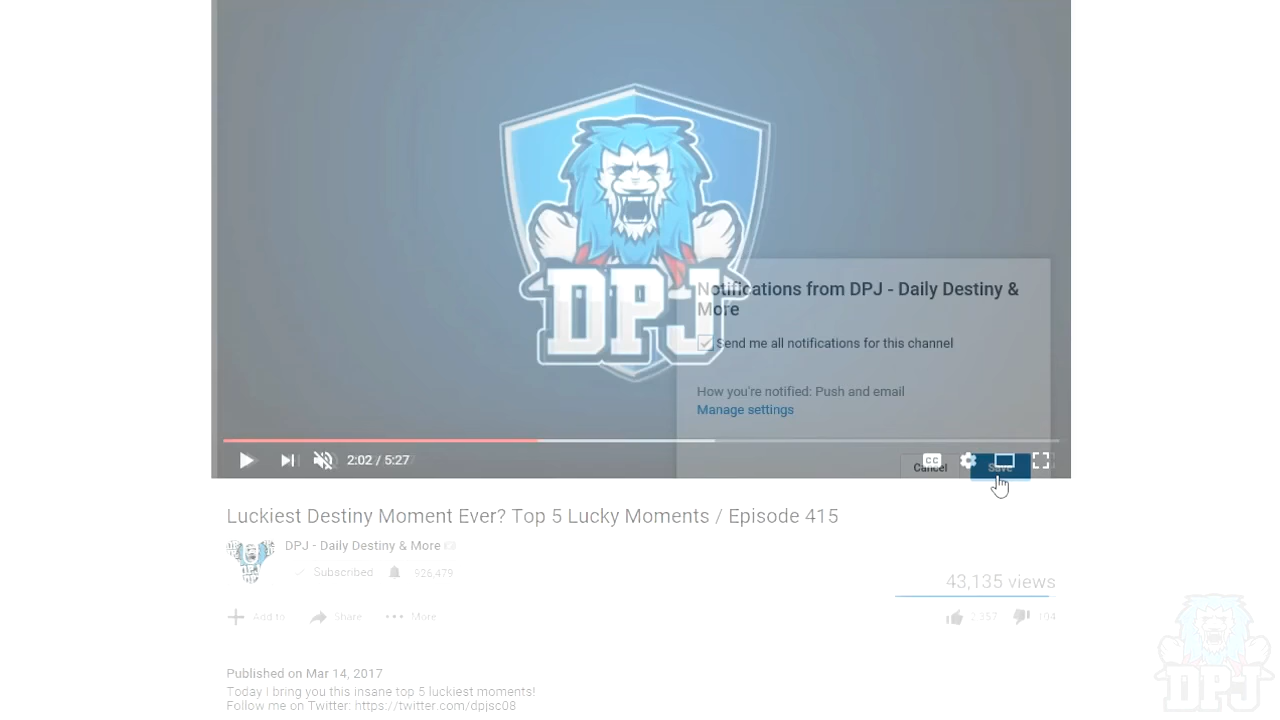 DPJ
Notifications from DPJ - Daily Destiny &
More
Send me all notifications for this channel
How you're notified: Push and email
Manage settings
Cancel
Save
2:02 / 5:27
CC
Luckiest Destiny Moment Ever? Top 5 Lucky Moments / Episode 415
DPJ - Daily Destiny & More
Subscribed 926,479
43,135 views
Add to Share More
2,357 104
Published on Mar 14, 2017
Today I bring you this insane top 5 luckiest moments!
Follow me on Twitter: https://twitter.com/dpjsc08
DPJ